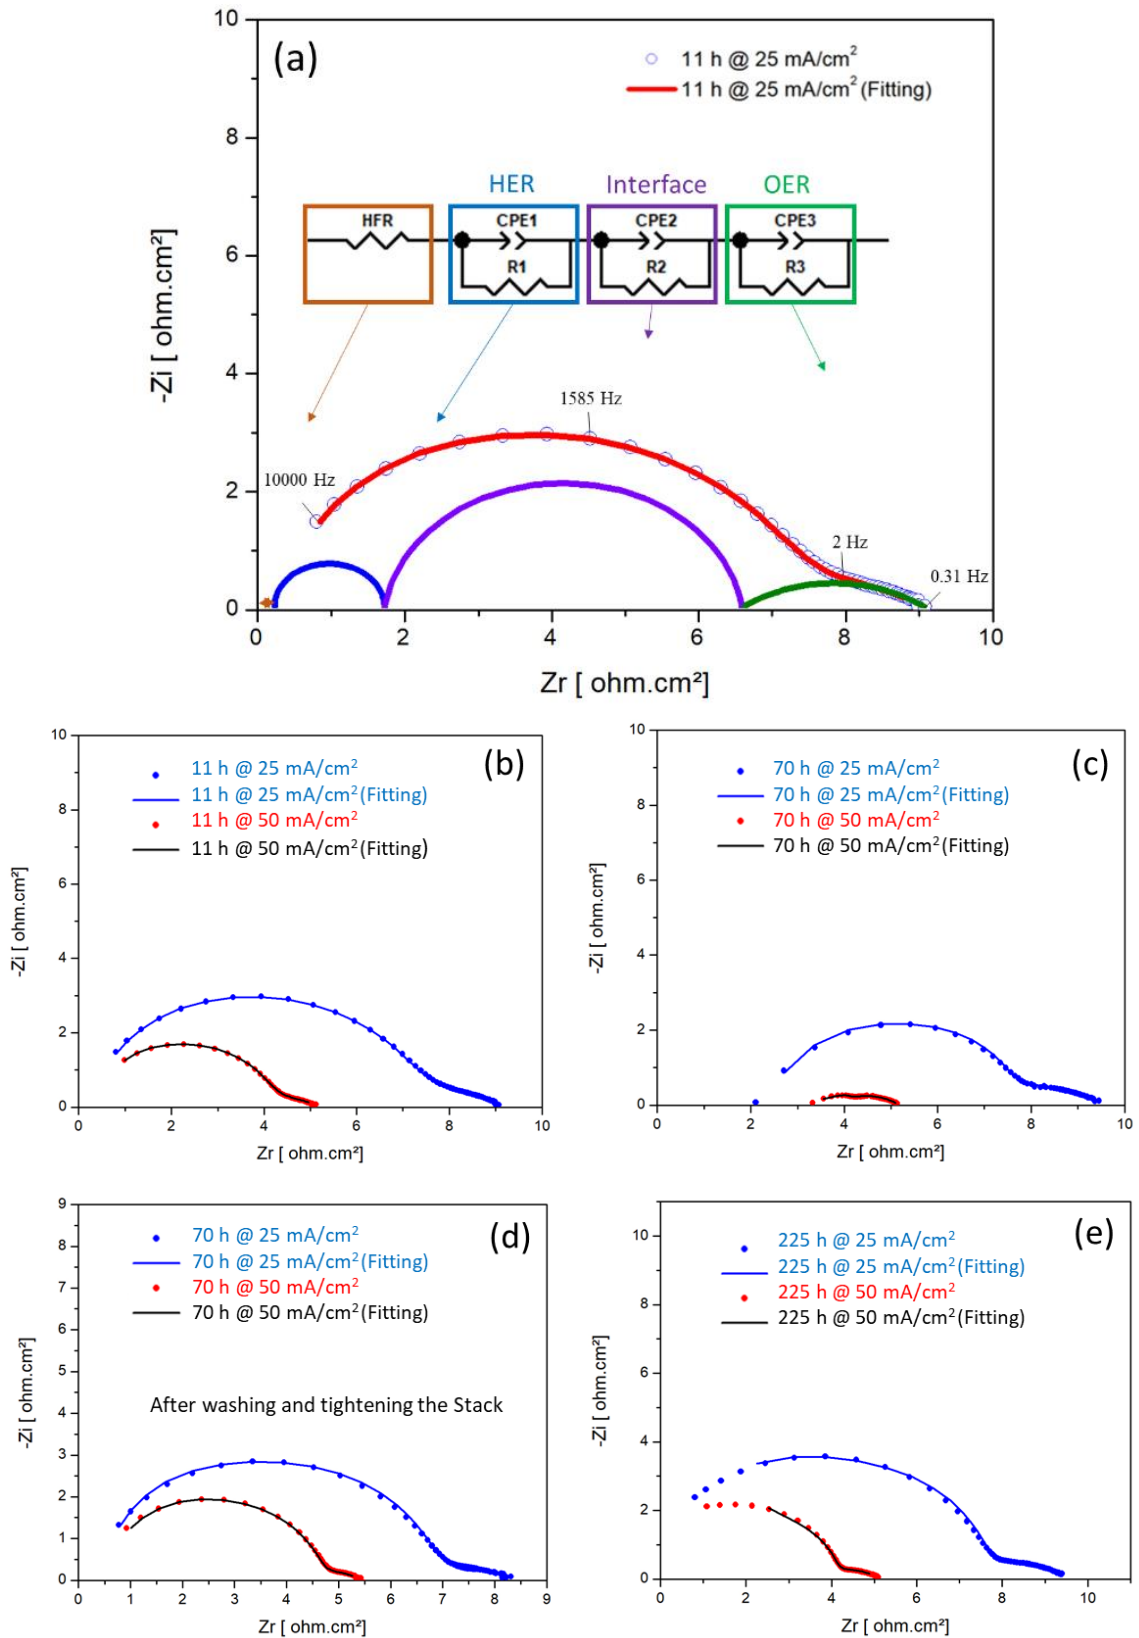 (a)
11 h @ 25 mA/cm²
11 h @ 25 mA/cm² (Fitting)
HER
Interface
OER
HFR
CPE1
CPE2
CPE3
R1
R2
R3
10000 Hz
1585 Hz
2 Hz
0.31 Hz
10
8
6
4
2
0
0 2 4 6 8 10
-Zi [ ohm.cm²]
Zr [ ohm.cm²]
(b)
11 h @ 25 mA/cm²
11 h @ 25 mA/cm² (Fitting)
11 h @ 50 mA/cm²
11 h @ 50 mA/cm² (Fitting)
10
8
6
4
2
0
0 2 4 6 8 10
-Zi [ ohm.cm²]
Zr [ ohm.cm²]
(c)
70 h @ 25 mA/cm²
70 h @ 25 mA/cm² (Fitting)
70 h @ 50 mA/cm²
70 h @ 50 mA/cm² (Fitting)
10
8
6
4
2
0
0 2 4 6 8 10
-Zi [ ohm.cm²]
Zr [ ohm.cm²]
(d)
70 h @ 25 mA/cm²
70 h @ 25 mA/cm² (Fitting)
70 h @ 50 mA/cm²
70 h @ 50 mA/cm² (Fitting)
After washing and tightening the Stack
9
8
7
6
5
4
3
2
1
0
0 1 2 3 4 5 6 7 8 9
-Zi [ ohm.cm²]
Zr [ ohm.cm²]
(e)
225 h @ 25 mA/cm²
225 h @ 25 mA/cm² (Fitting)
225 h @ 50 mA/cm²
225 h @ 50 mA/cm² (Fitting)
10
8
6
4
2
0
0 2 4 6 8 10
-Zi [ ohm.cm²]
Zr [ ohm.cm²]